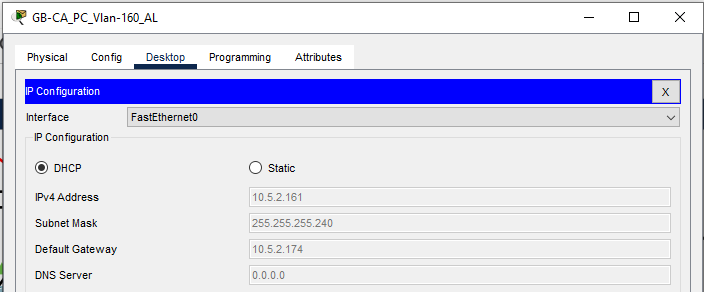 GB-CA_PC_Vlan-160_AL
Physical Config Desktop Programming Attributes
IP Configuration X
Interface FastEthernet0
IP Configuration
DHCP Static
IPv4 Address 10.5.2.161
Subnet Mask 255.255.255.240
Default Gateway 10.5.2.174
DNS Server 0.0.0.0